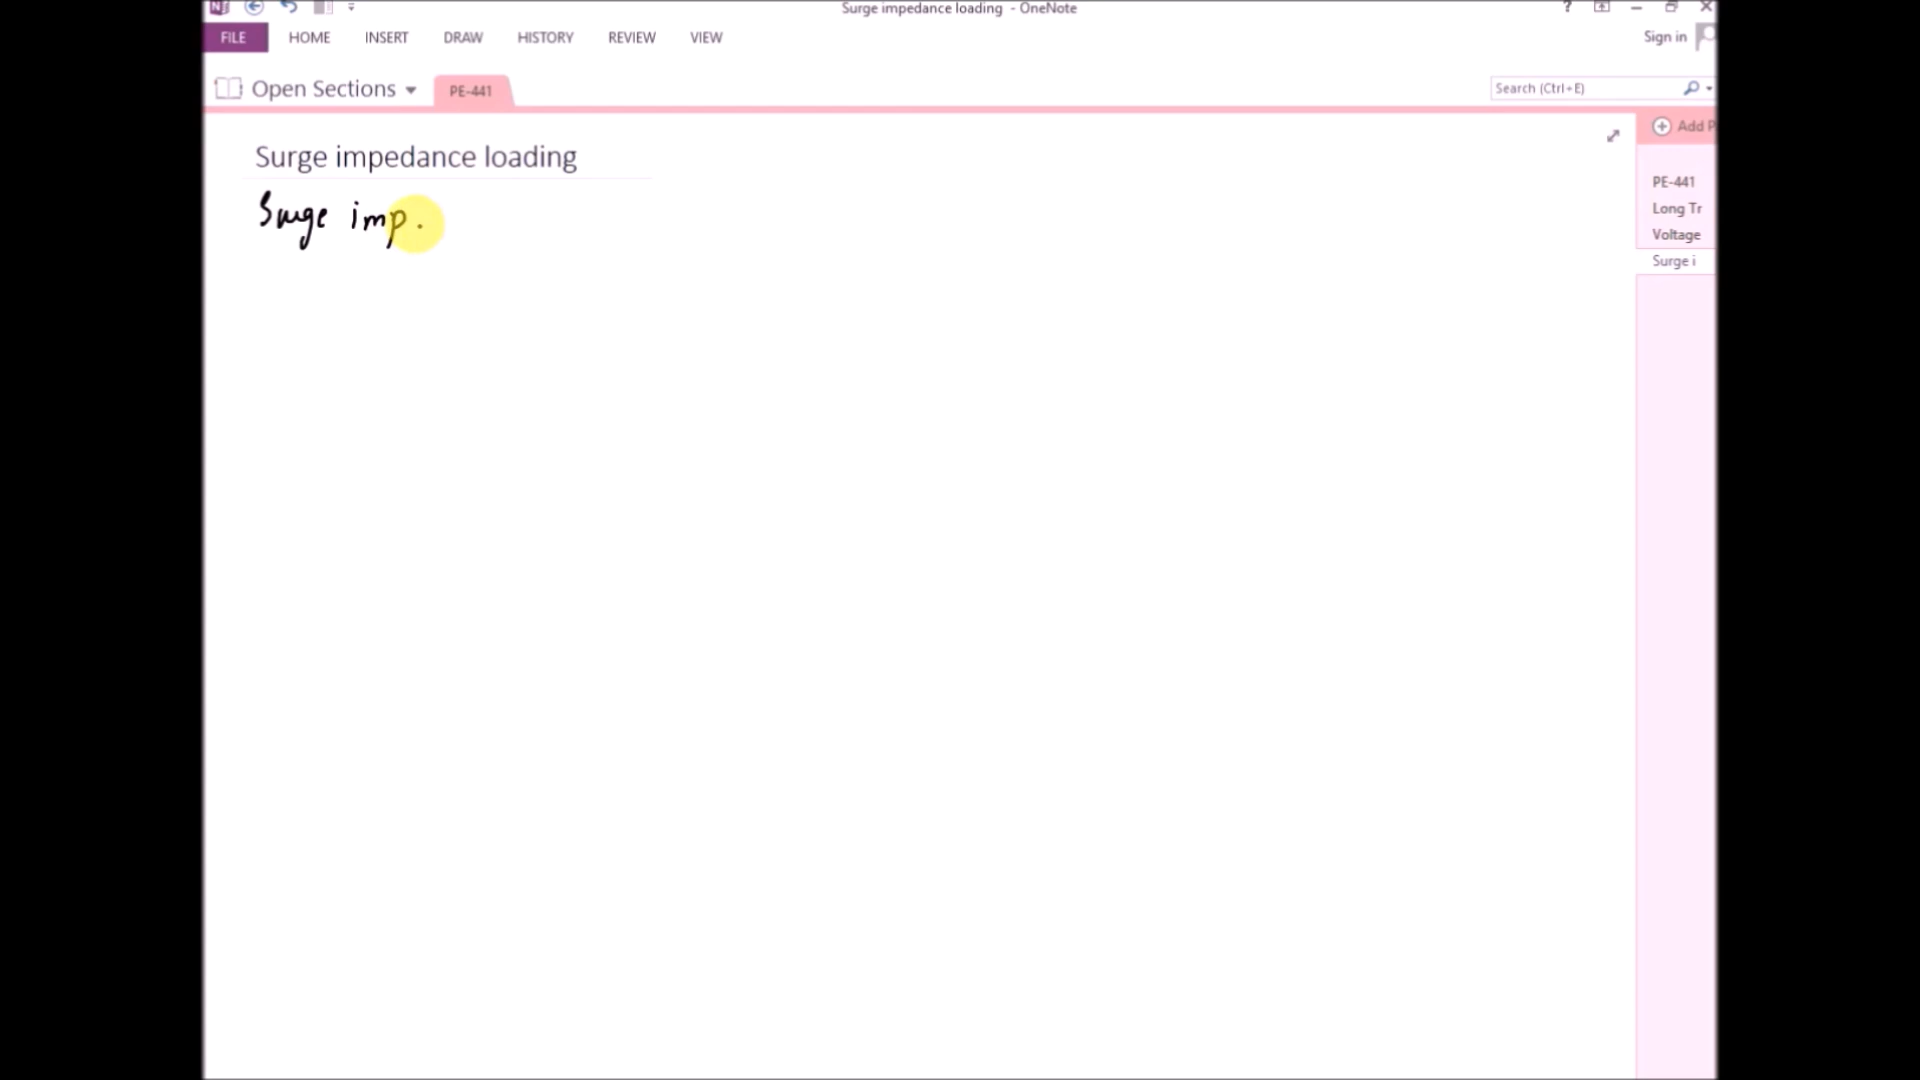 Surge impedance loading - OneNote
?
FILE HOME INSERT DRAW HISTORY REVIEW VIEW
Sign in
Open Sections PE-441
Search (Ctrl+E)
Add P
Surge impedance loading
Surge imp.
PE-441
Long Tr
Voltage
Surge i